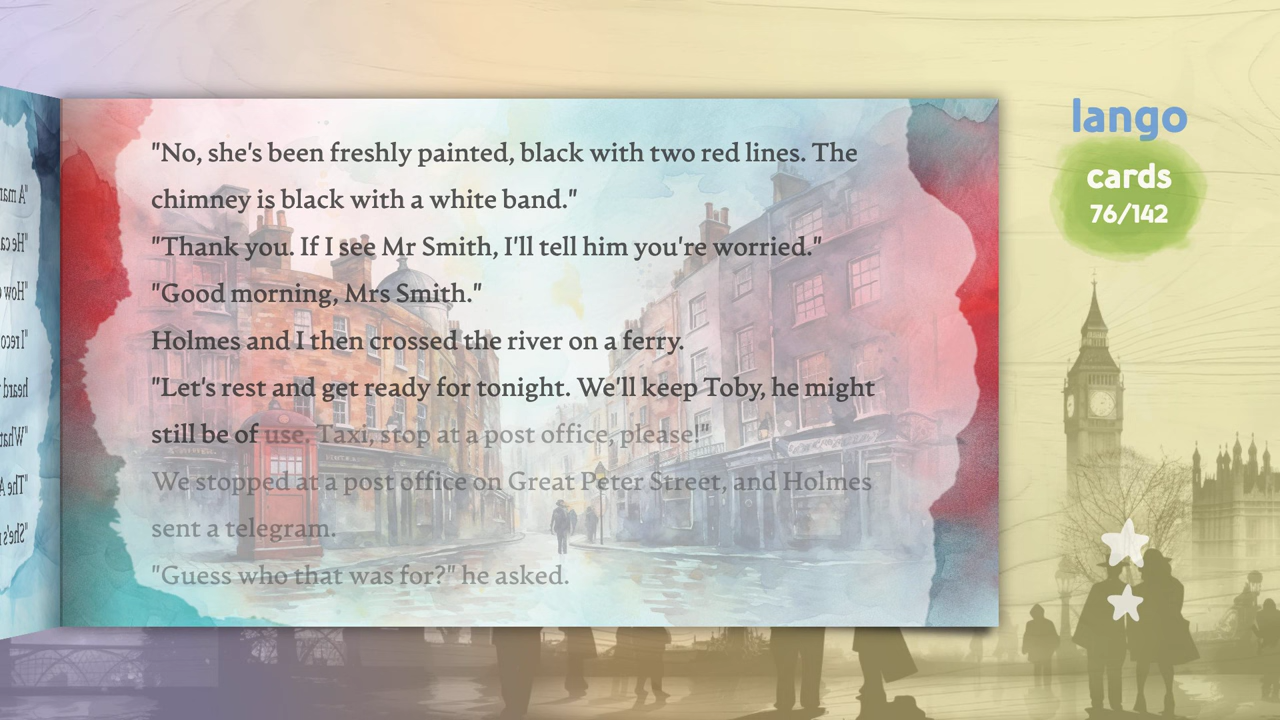 "No, she's been freshly painted, black with two red lines. The
chimney is black with a white band."
"Thank you. If I see Mr Smith, I'll tell him you're worried."
"Good morning, Mrs Smith."
Holmes and I then crossed the river on a ferry.
"Let's rest and get ready for tonight. We'll keep Toby, he might
still be of use. Taxi, stop at a post office, please!"
We stopped at a post office on Great Peter Street, and Holmes
sent a telegram.
"Guess who that was for?" he asked.
lango
cards
76/142